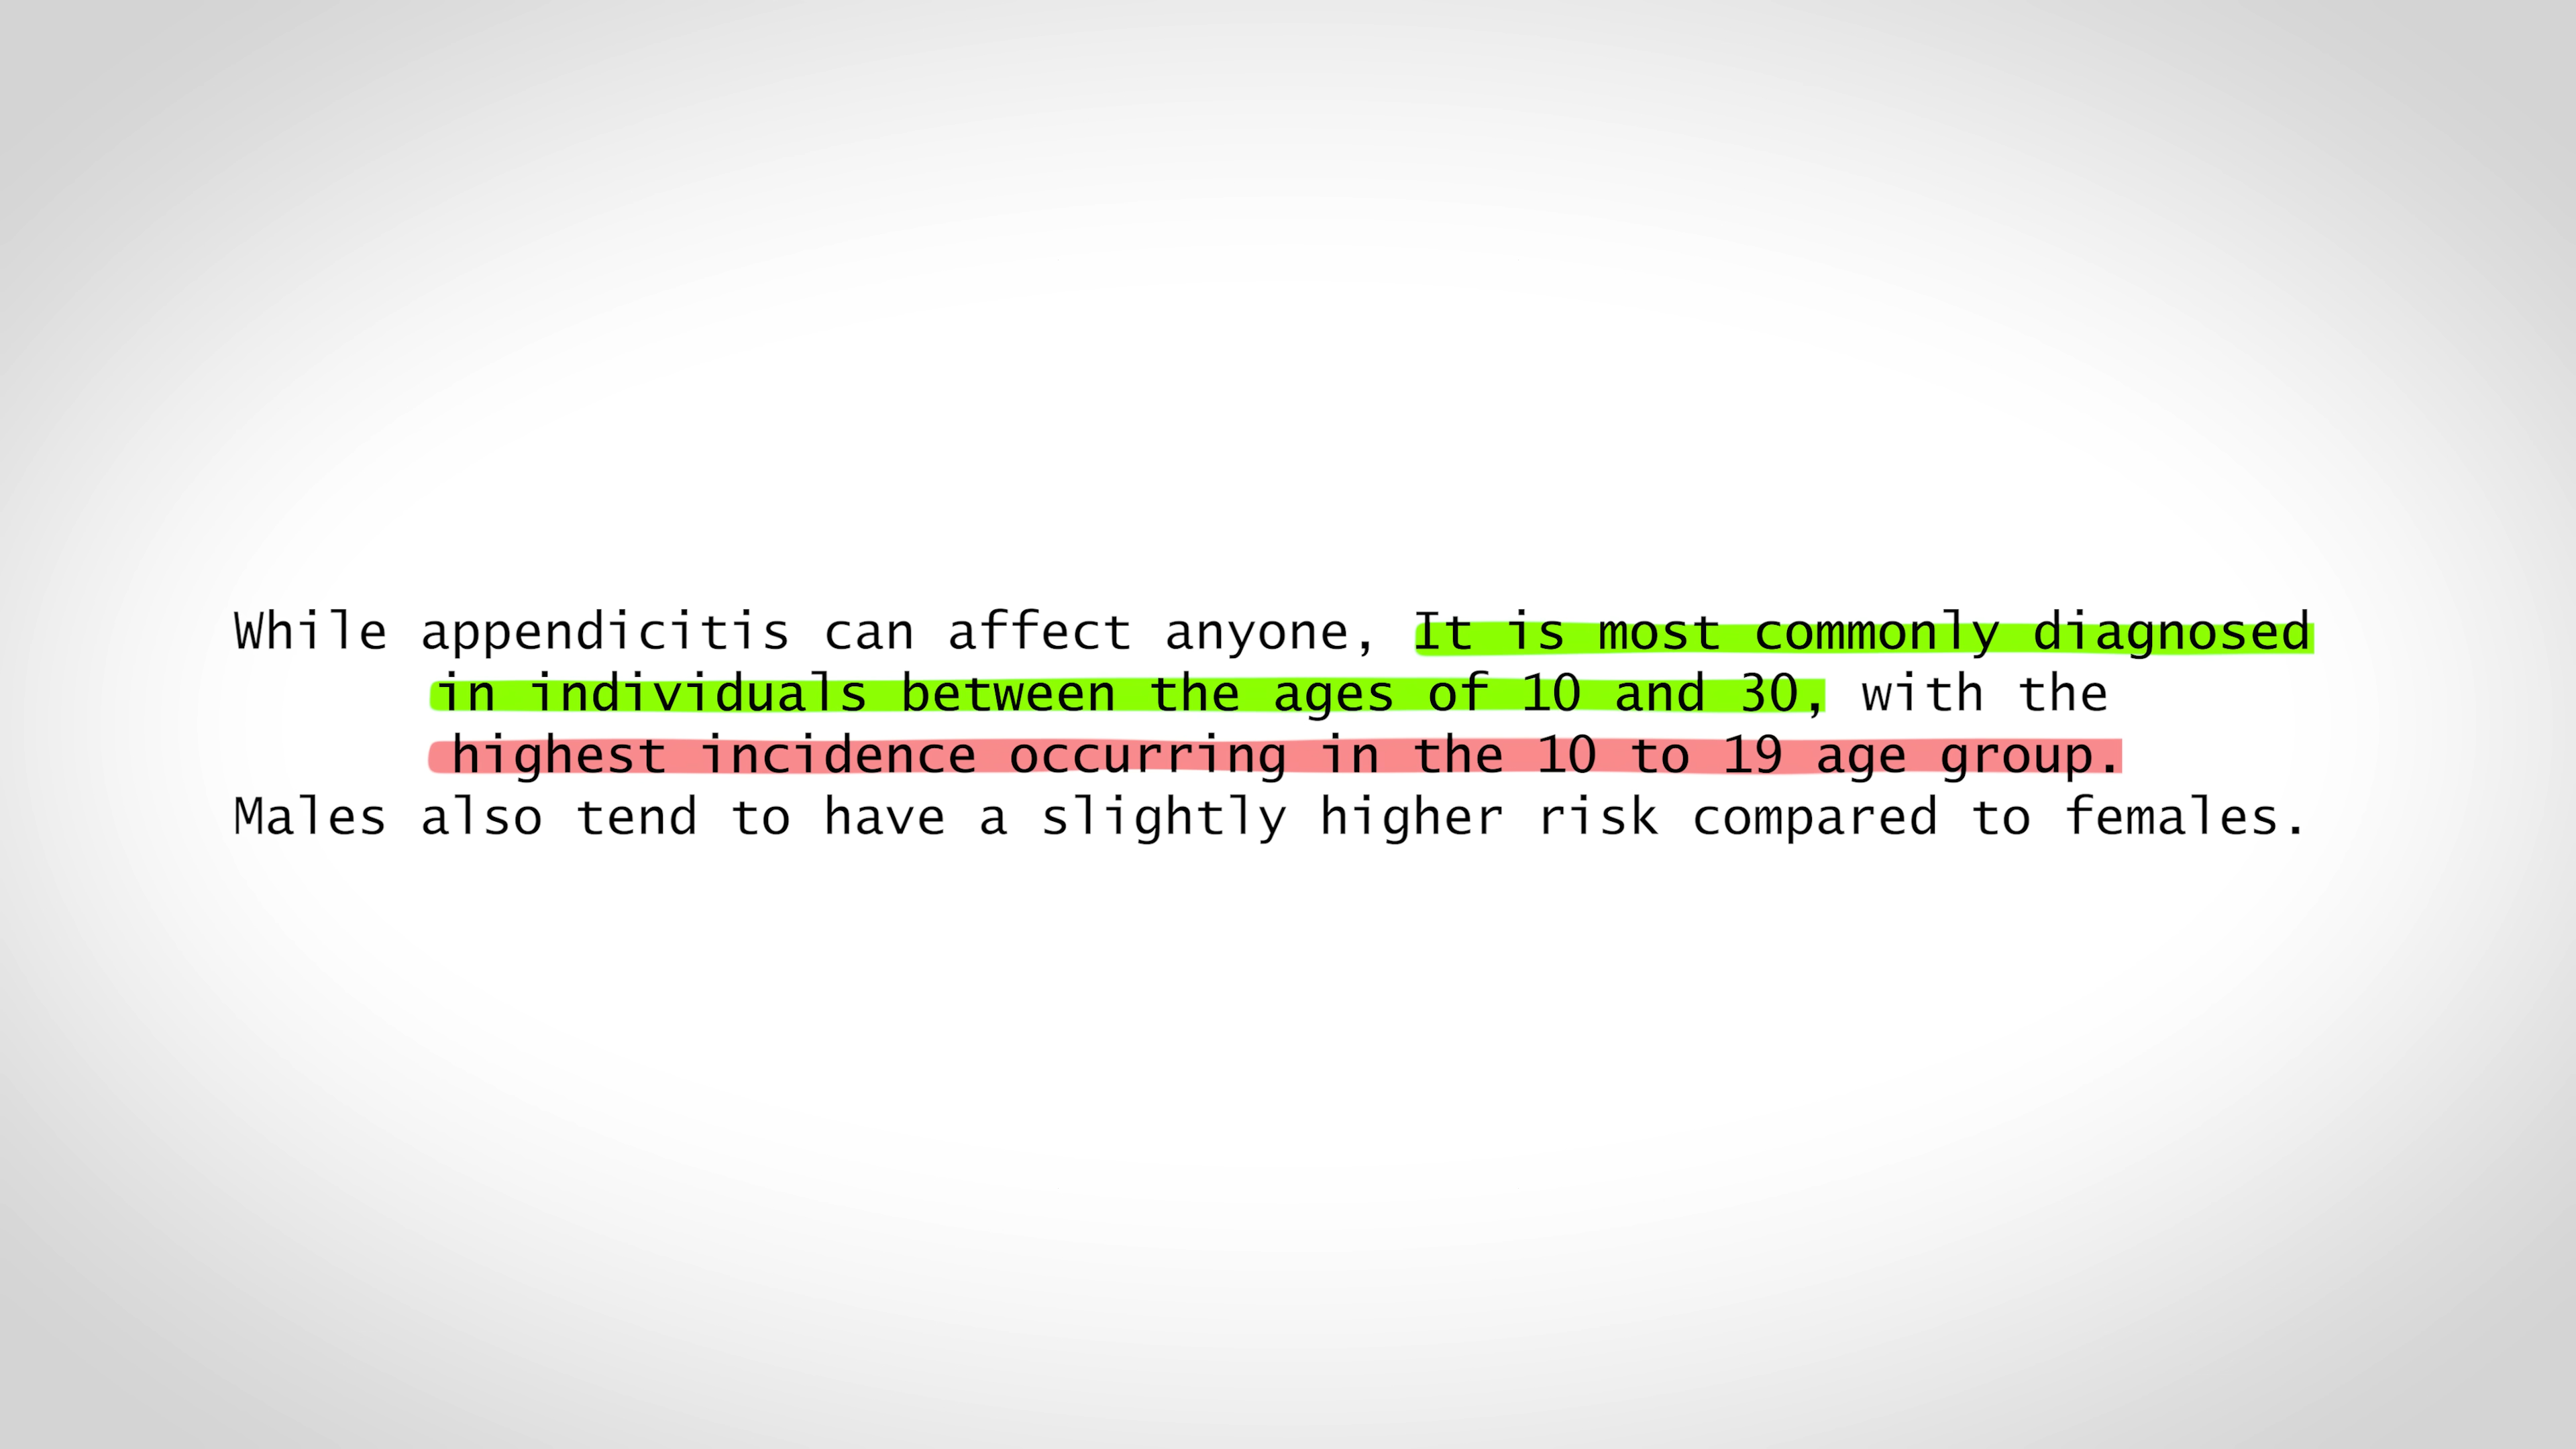 While appendicitis can affect anyone, It is most commonly diagnosed
in individuals between the ages of 10 and 30, with the
highest incidence occurring in the 10 to 19 age group.
Males also tend to have a slightly higher risk compared to females.